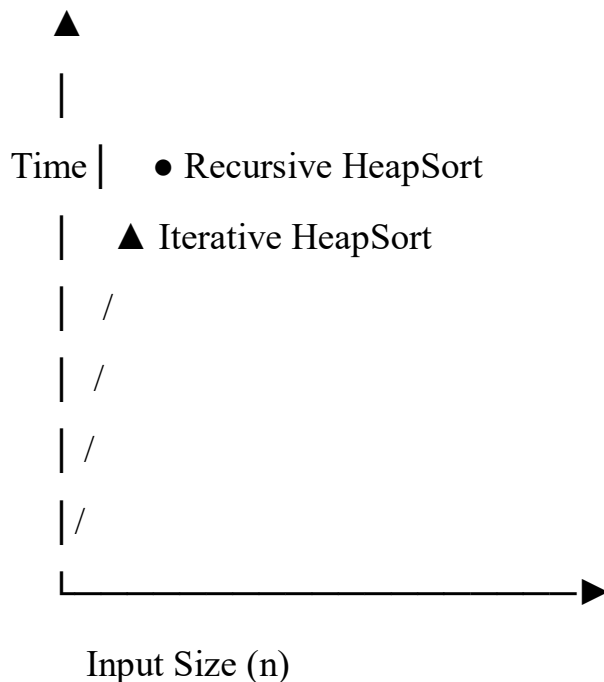 ▲
│
Time │ ● Recursive HeapSort
│ ▲ Iterative HeapSort
│ /
│ /
│ /
│ /
└────────────────────►
Input Size (n)